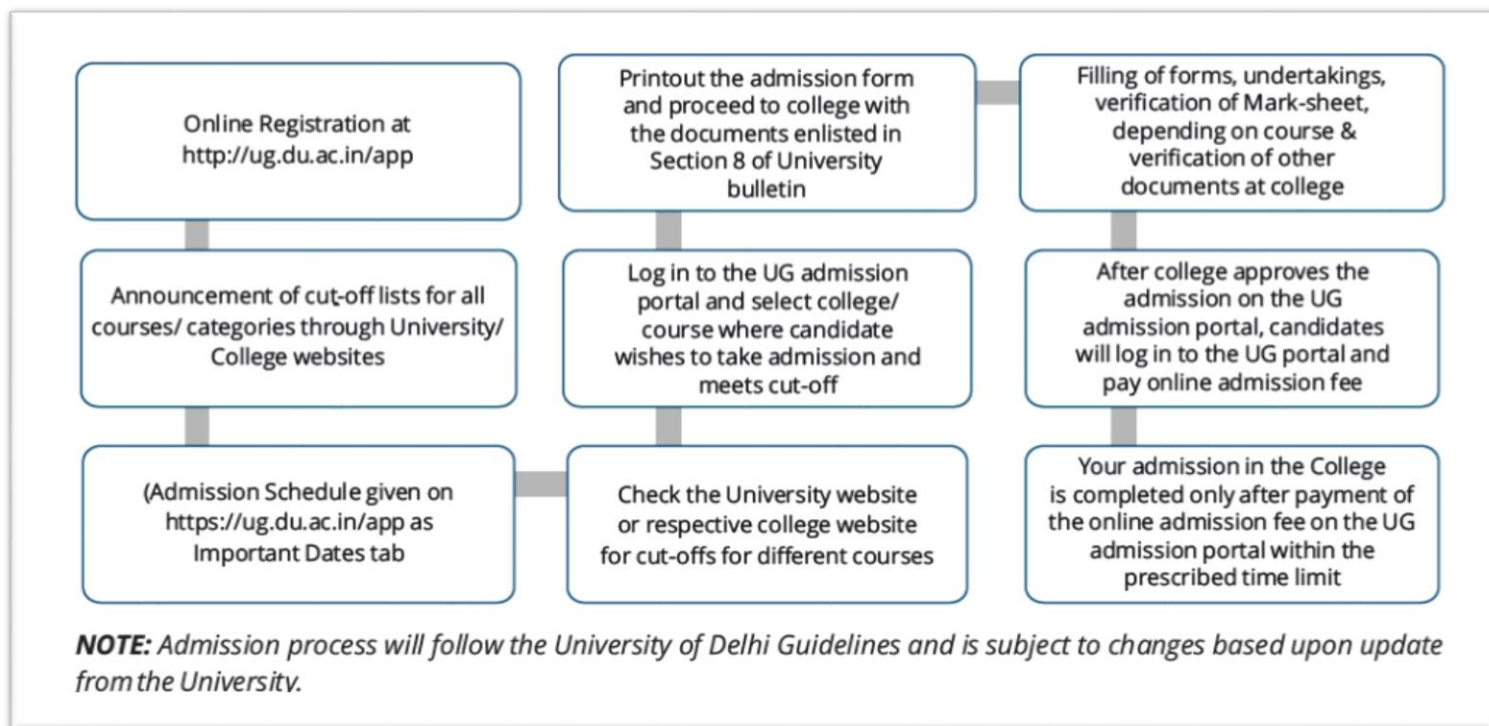 Online Registration at
http://ug.du.ac.in/app
Announcement of cut-off lists for all
courses/ categories through University/
College websites
(Admission Schedule given on
https://ug.du.ac.in/app as
Important Dates tab
Check the University website
or respective college website
for cut-offs for different courses
Log in to the UG admission
portal and select college/
course where candidate
wishes to take admission and
meets cut-off
Printout the admission form
and proceed to college with
the documents enlisted in
Section 8 of University
bulletin
Filling of forms, undertakings,
verification of Mark-sheet,
depending on course &
verification of other
documents at college
After college approves the
admission on the UG
admission portal, candidates
will log in to the UG portal and
pay online admission fee
Your admission in the College
is completed only after payment of
the online admission fee on the UG
admission portal within the
prescribed time limit
NOTE: Admission process will follow the University of Delhi Guidelines and is subject to changes based upon update
from the University.